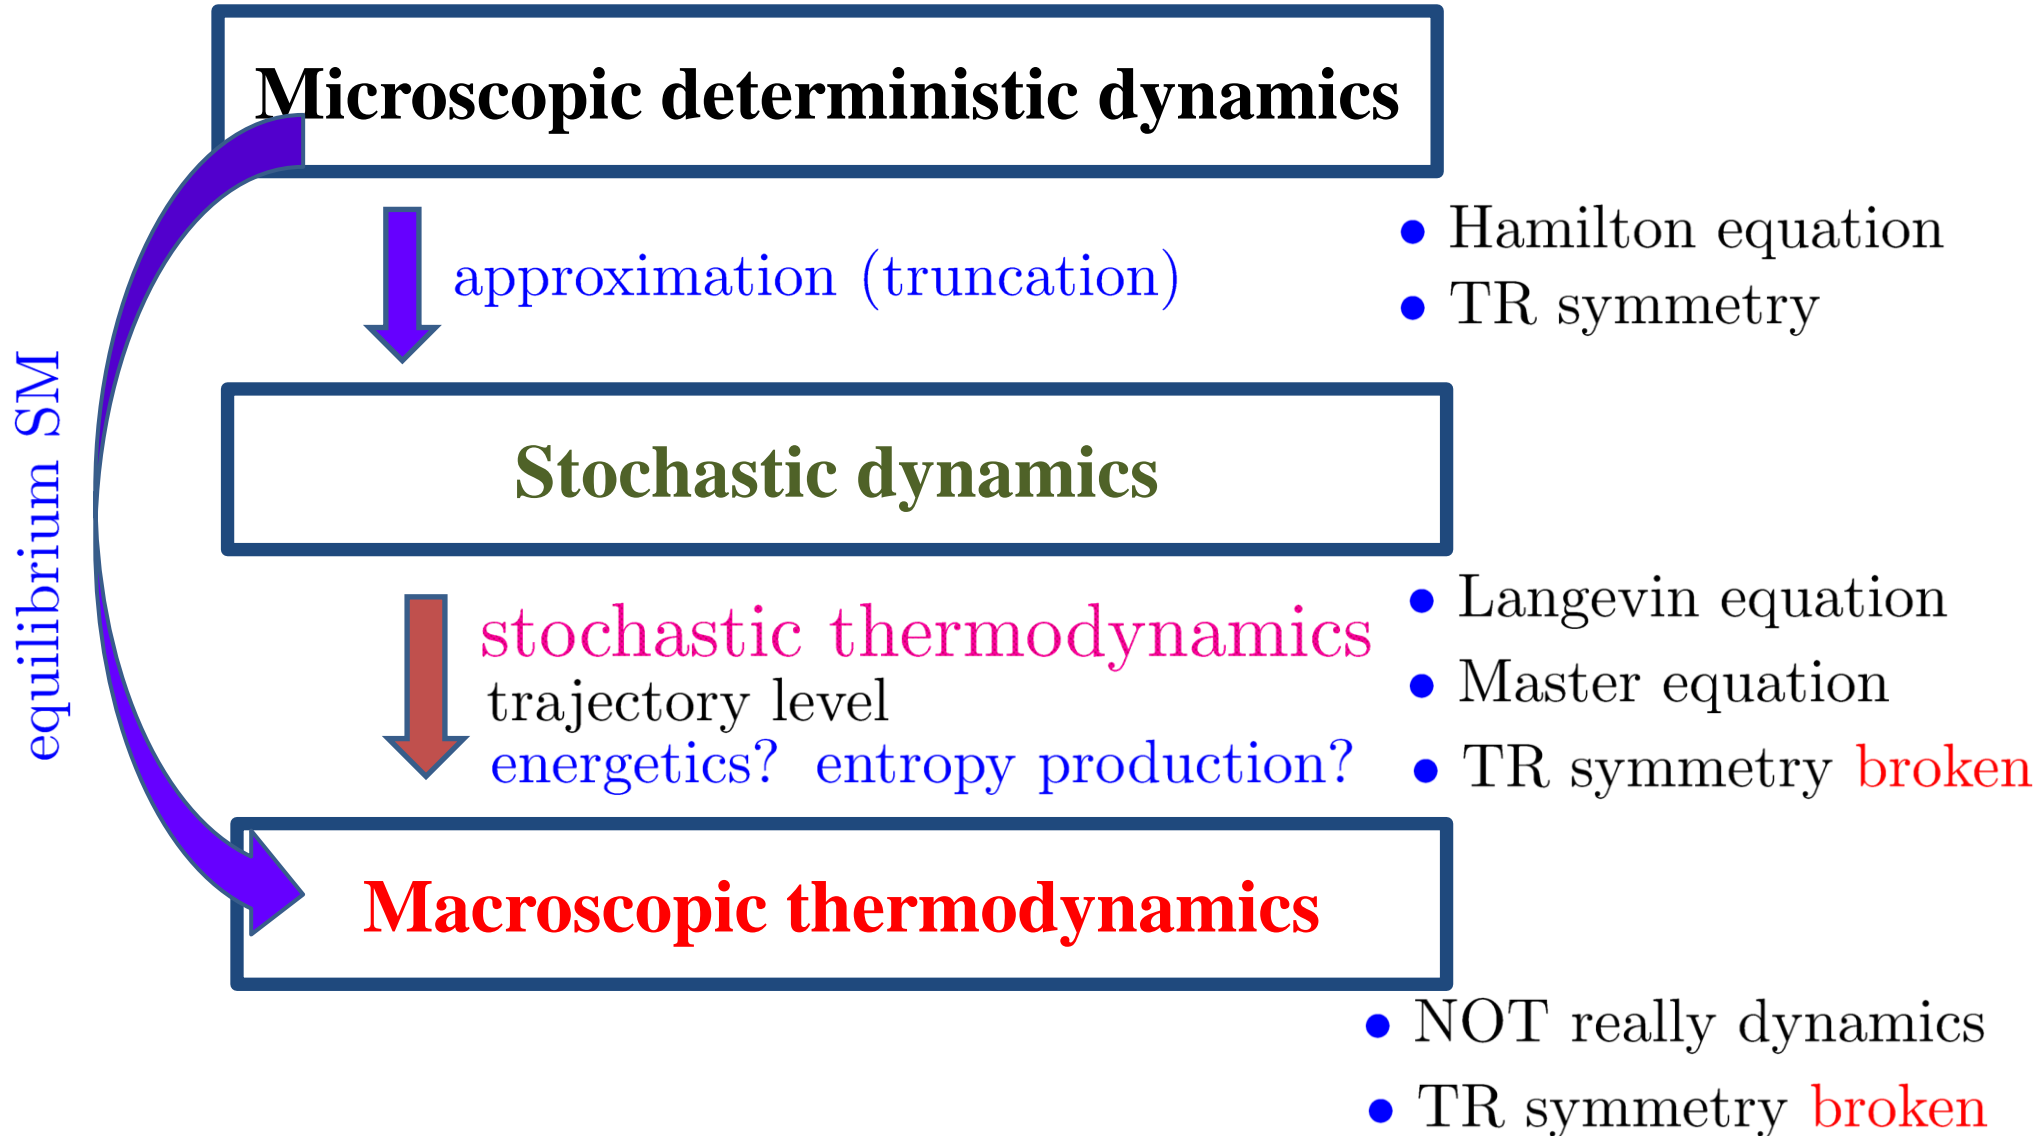 Microscopic deterministic dynamics
• Hamilton equation
approximation (truncation)
• TR symmetry
equilibrium SM
Stochastic dynamics
• Langevin equation
stochastic thermodynamics
• Master equation
trajectory level
energetics? entropy production?
• TR symmetry broken
Macroscopic thermodynamics
• NOT really dynamics
• TR symmetry broken